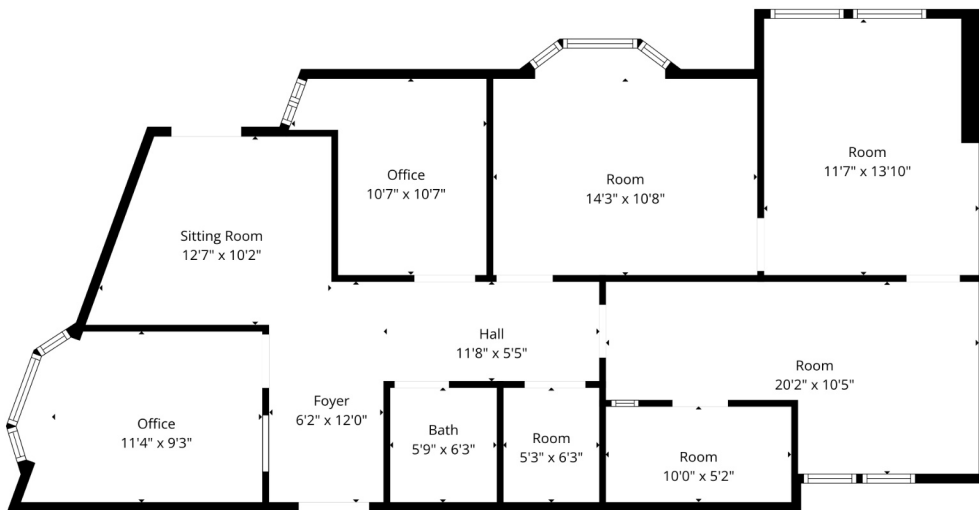 Room
11'7" x 13'10"
Office
10'7" x 10'7"
Room
14'3" x 10'8"
Sitting Room
12'7" x 10'2"
Hall
11'8" x 5'5"
Room
20'2" x 10'5"
Foyer
6'2" x 12'0"
Office
11'4" x 9'3"
Bath
5'9" x 6'3"
Room
5'3" x 6'3"
Room
10'0" x 5'2"